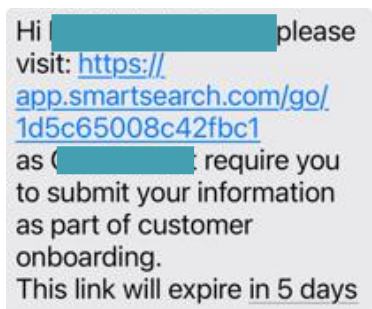 Hi please
visit: https://
app.smartsearch.com/go/
1d5c65008c42fbc1
as require you
to submit your information
as part of customer
onboarding.
This link will expire in 5 days